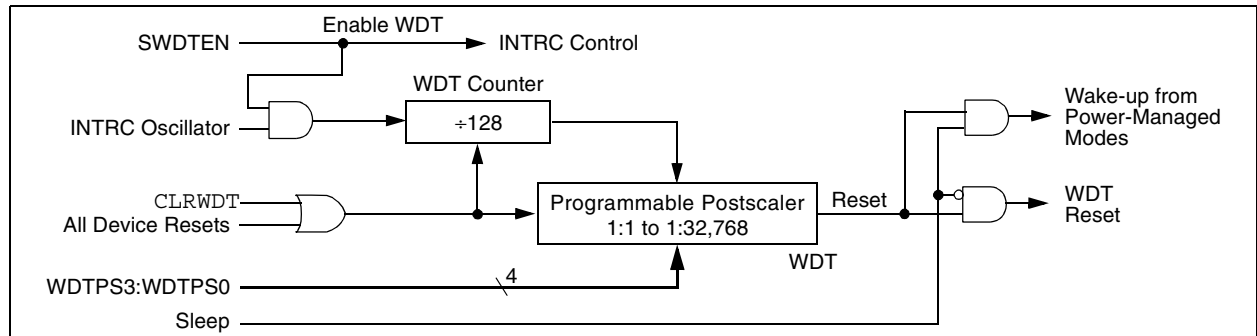 Enable WDT
SWDTEN
INTRC Control
WDT Counter
INTRC Oscillator
÷128
Wake-up from
Power-Managed
Modes
CLRWDT
All Device Resets
Programmable Postscaler
1:1 to 1:32,768
Reset
WDT
WDT
Reset
WDTPS3:WDTPS0
4
Sleep